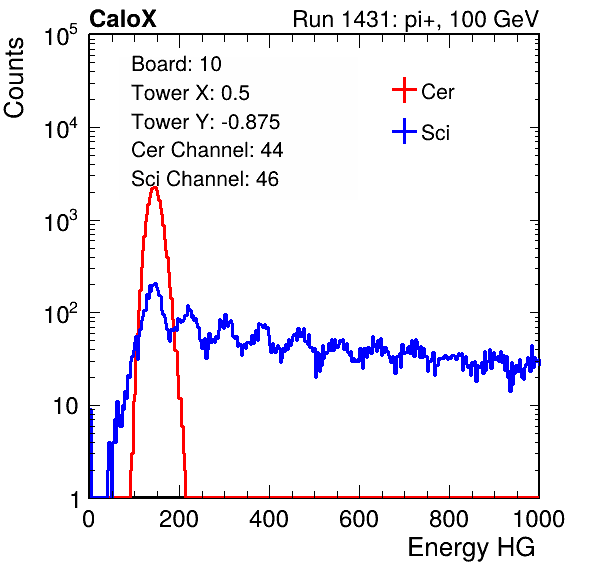 CaloX Run 1431: pi+, 100 GeV
Counts
10^5
10^4
10^3
10^2
10
1
Board: 10
Tower X: 0.5
Tower Y: -0.875
Cer Channel: 44
Sci Channel: 46
Cer
Sci
0 200 400 600 800 1000
Energy HG